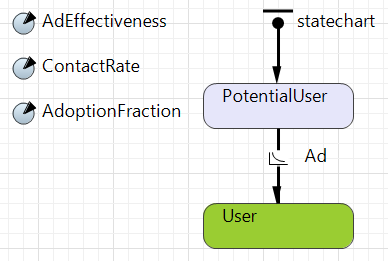 AdEffectiveness
ContactRate
AdoptionFraction
statechart
PotentialUser
Ad
User